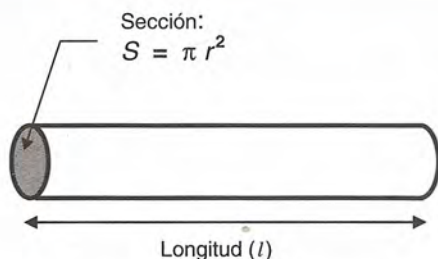 Sección:
S = π r²
Longitud (l)